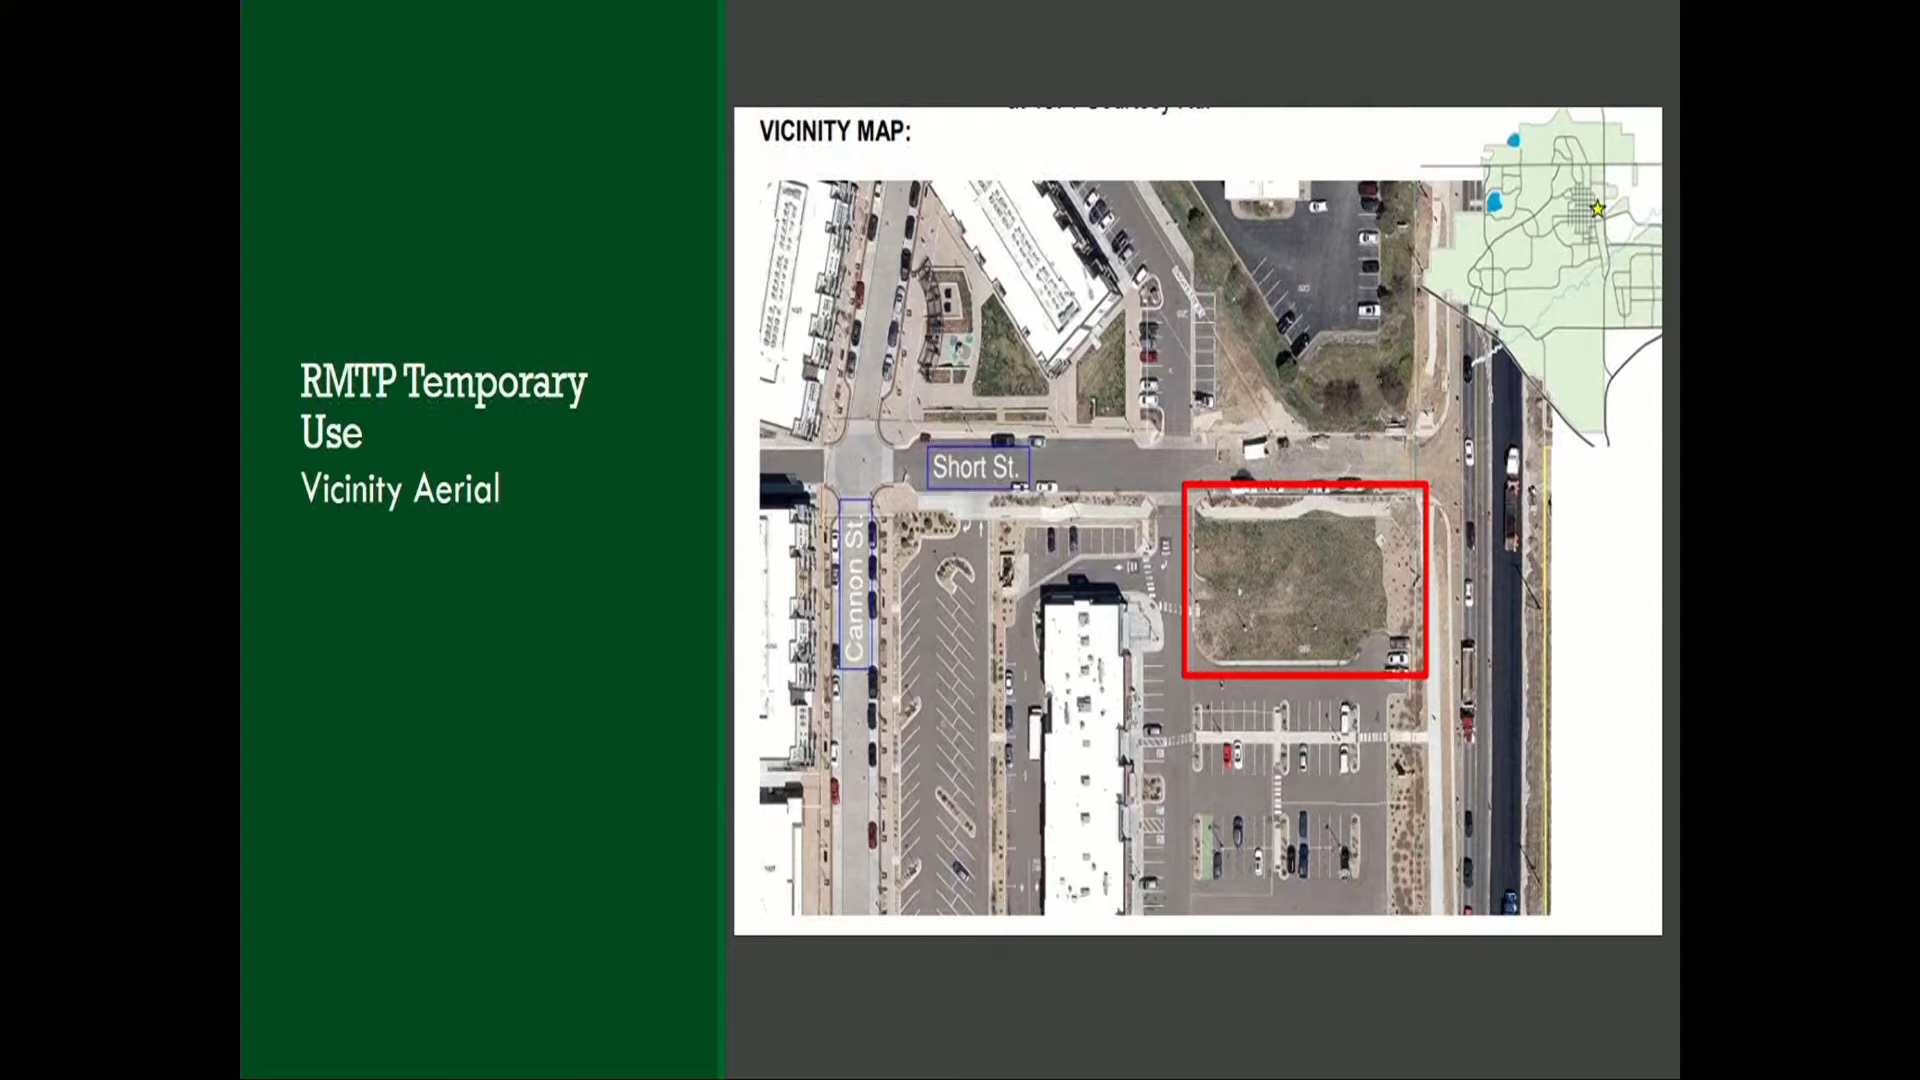 RMTP Temporary
Use
Vicinity Aerial
VICINITY MAP:
Short St.
Cannon St.